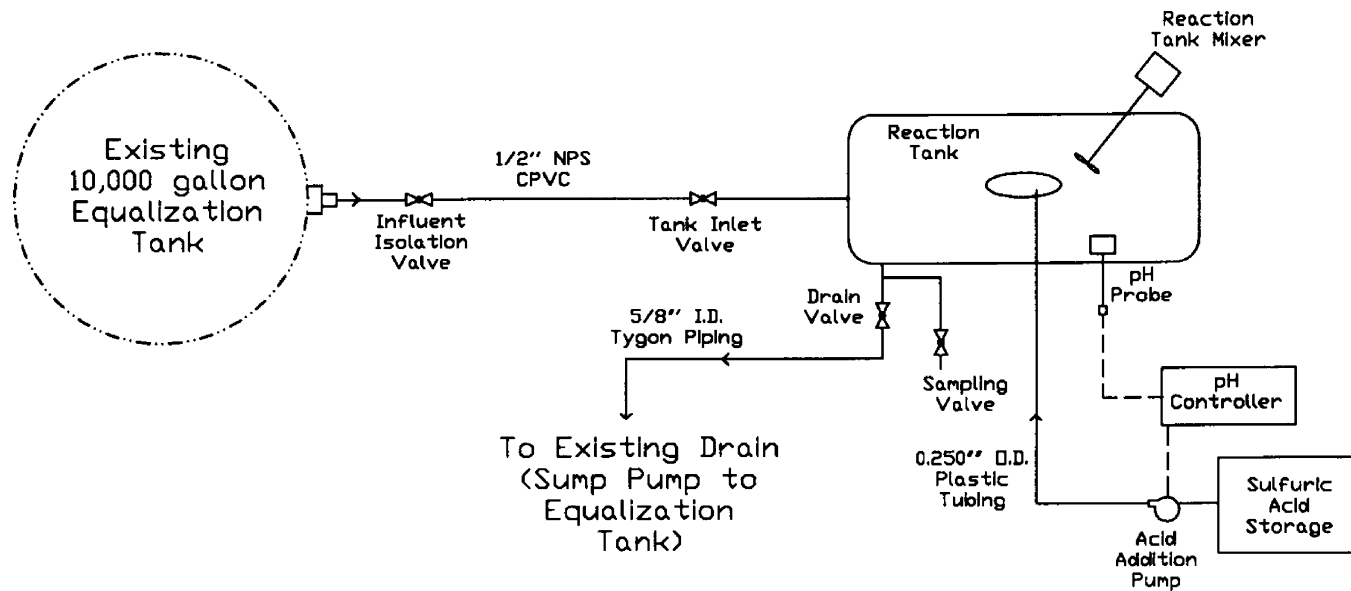 Existing
10,000 gallon
Equalization
Tank
1/2" NPS
CPVC
Influent
Isolation
Valve
Tank Inlet
Valve
Reaction
Tank Mixer
Reaction
Tank
pH
Probe
Drain
Valve
5/8" I.D.
Tygon Piping
Sampling
Valve
To Existing Drain
(Sump Pump to
Equalization
Tank)
0.250" O.D.
Plastic
Tubing
pH
Controller
Sulfuric
Acid
Storage
Acid
Addition
Pump